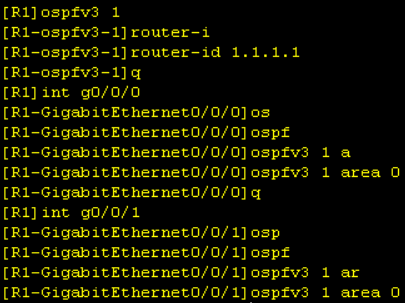 [R1]ospfv3 1
[R1-ospfv3-1]router-i
[R1-ospfv3-1]router-id 1.1.1.1
[R1-ospfv3-1]q
[R1]int g0/0/0
[R1-GigabitEthernet0/0/0]os
[R1-GigabitEthernet0/0/0]ospf
[R1-GigabitEthernet0/0/0]ospfv3 1 a
[R1-GigabitEthernet0/0/0]ospfv3 1 area 0
[R1-GigabitEthernet0/0/0]q
[R1]int g0/0/1
[R1-GigabitEthernet0/0/1]osp
[R1-GigabitEthernet0/0/1]ospf
[R1-GigabitEthernet0/0/1]ospfv3 1 ar
[R1-GigabitEthernet0/0/1]ospfv3 1 area 0